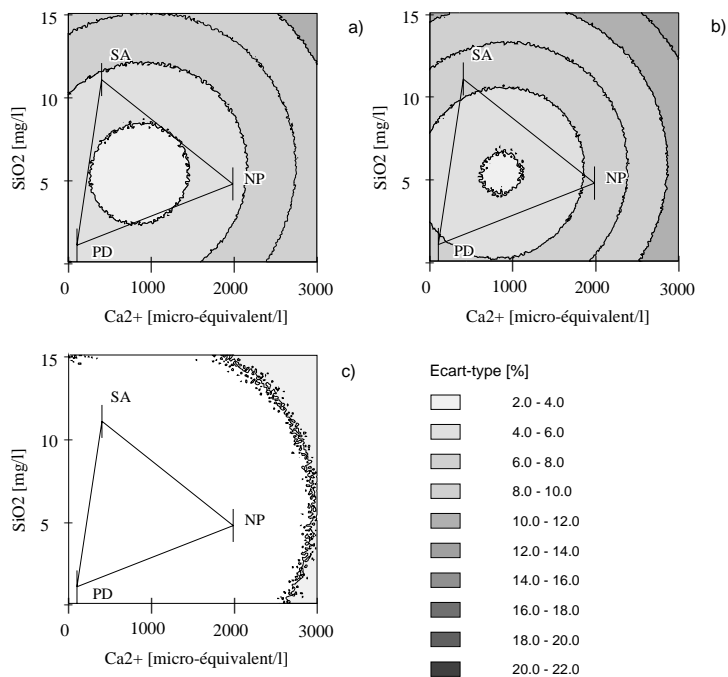 a)
15
10
5
SiO2 [mg/l]
SA
NP
PD
0 1000 2000 3000
Ca2+ [micro-équivalent/l]
b)
15
10
5
SiO2 [mg/l]
SA
NP
PD
0 1000 2000 3000
Ca2+ [micro-équivalent/l]
c)
15
10
5
0
SiO2 [mg/l]
SA
NP
PD
0 1000 2000 3000
Ca2+ [micro-équivalent/l]
Ecart-type [%]
2.0 - 4.0
4.0 - 6.0
6.0 - 8.0
8.0 - 10.0
10.0 - 12.0
12.0 - 14.0
14.0 - 16.0
16.0 - 18.0
18.0 - 20.0
20.0 - 22.0